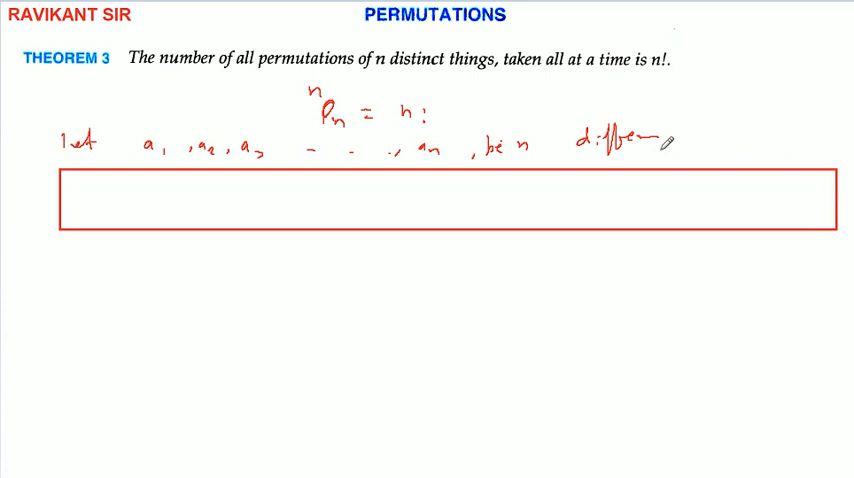 RAVIKANT SIR PERMUTATIONS
THEOREM 3 The number of all permutations of n distinct things, taken all at a time is n!.
ⁿPₙ = n!
Let a₁, a₂, a₃ - - ., aₙ, be n differen